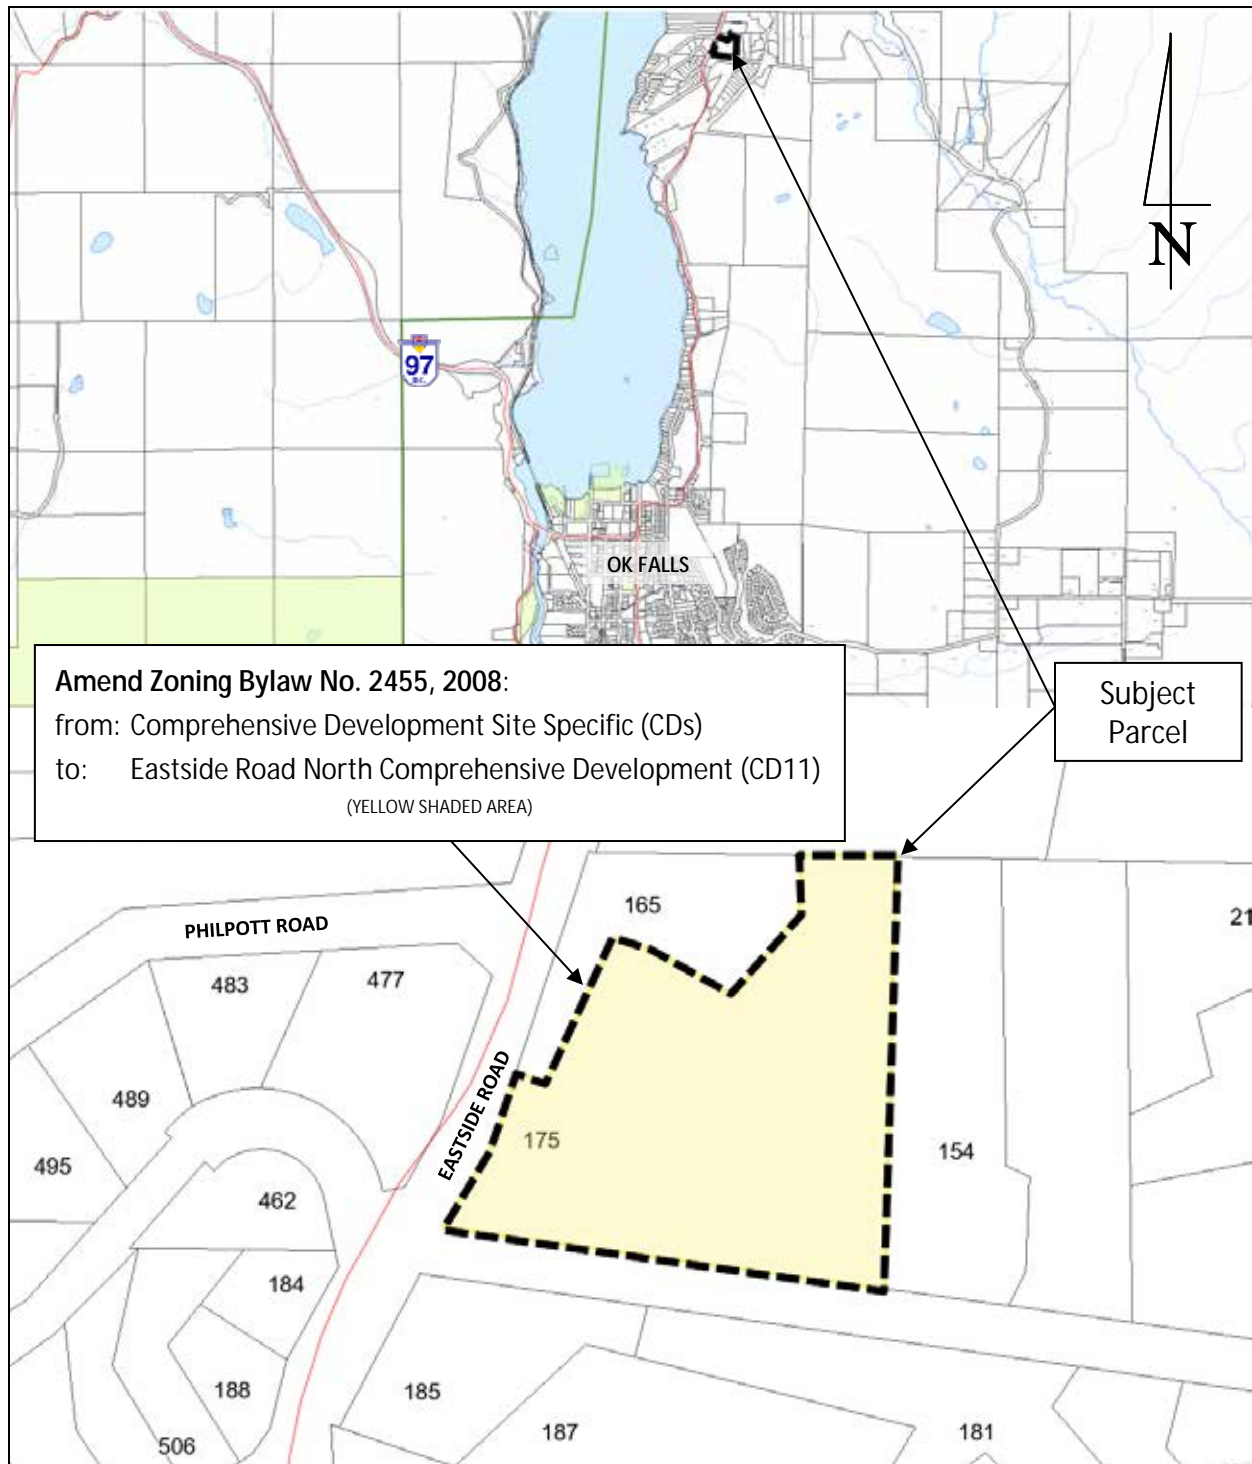 N
97
B.C.
OK FALLS
Amend Zoning Bylaw No. 2455, 2008:
from: Comprehensive Development Site Specific (CDs)
to: Eastside Road North Comprehensive Development (CD11)
(YELLOW SHADED AREA)
Subject
Parcel
PHILPOTT ROAD
EASTSIDE ROAD
165
21
483
477
489
175
154
495
462
184
188
185
506
187
181